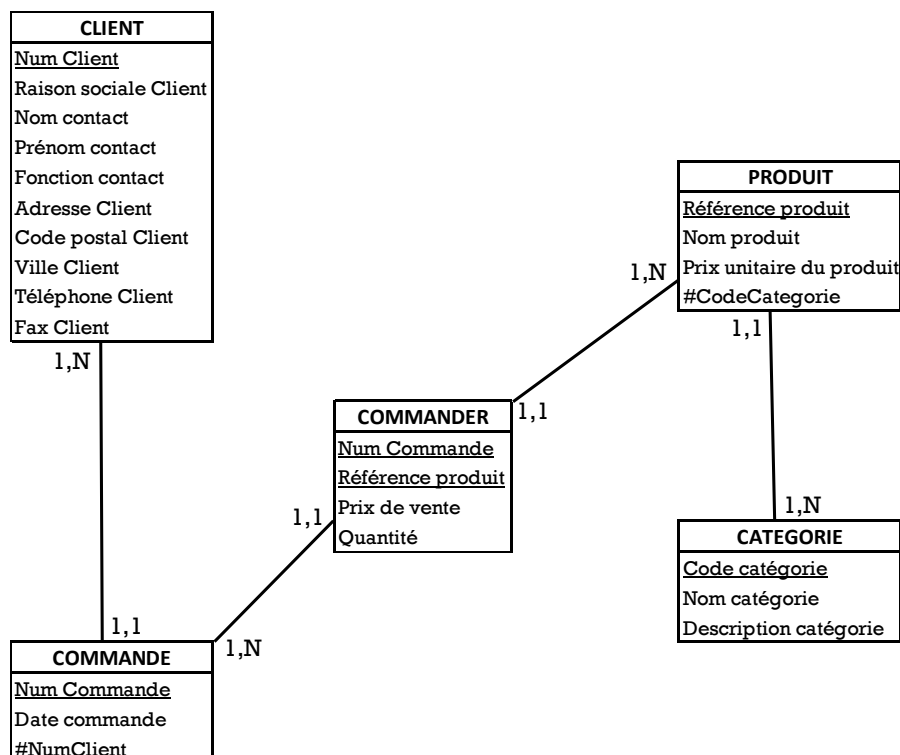 CLIENT
Num Client
Raison sociale Client
Nom contact
Prénom contact
Fonction contact
Adresse Client
Code postal Client
Ville Client
Téléphone Client
Fax Client
1,N
1,1
COMMANDE
Num Commande
Date commande
#NumClient
1,N
1,1
COMMANDER
Num Commande
Référence produit
Prix de vente
Quantité
1,1
1,N
PRODUIT
Référence produit
Nom produit
Prix unitaire du produit
#CodeCategorie
1,1
1,N
CATEGORIE
Code catégorie
Nom catégorie
Description catégorie